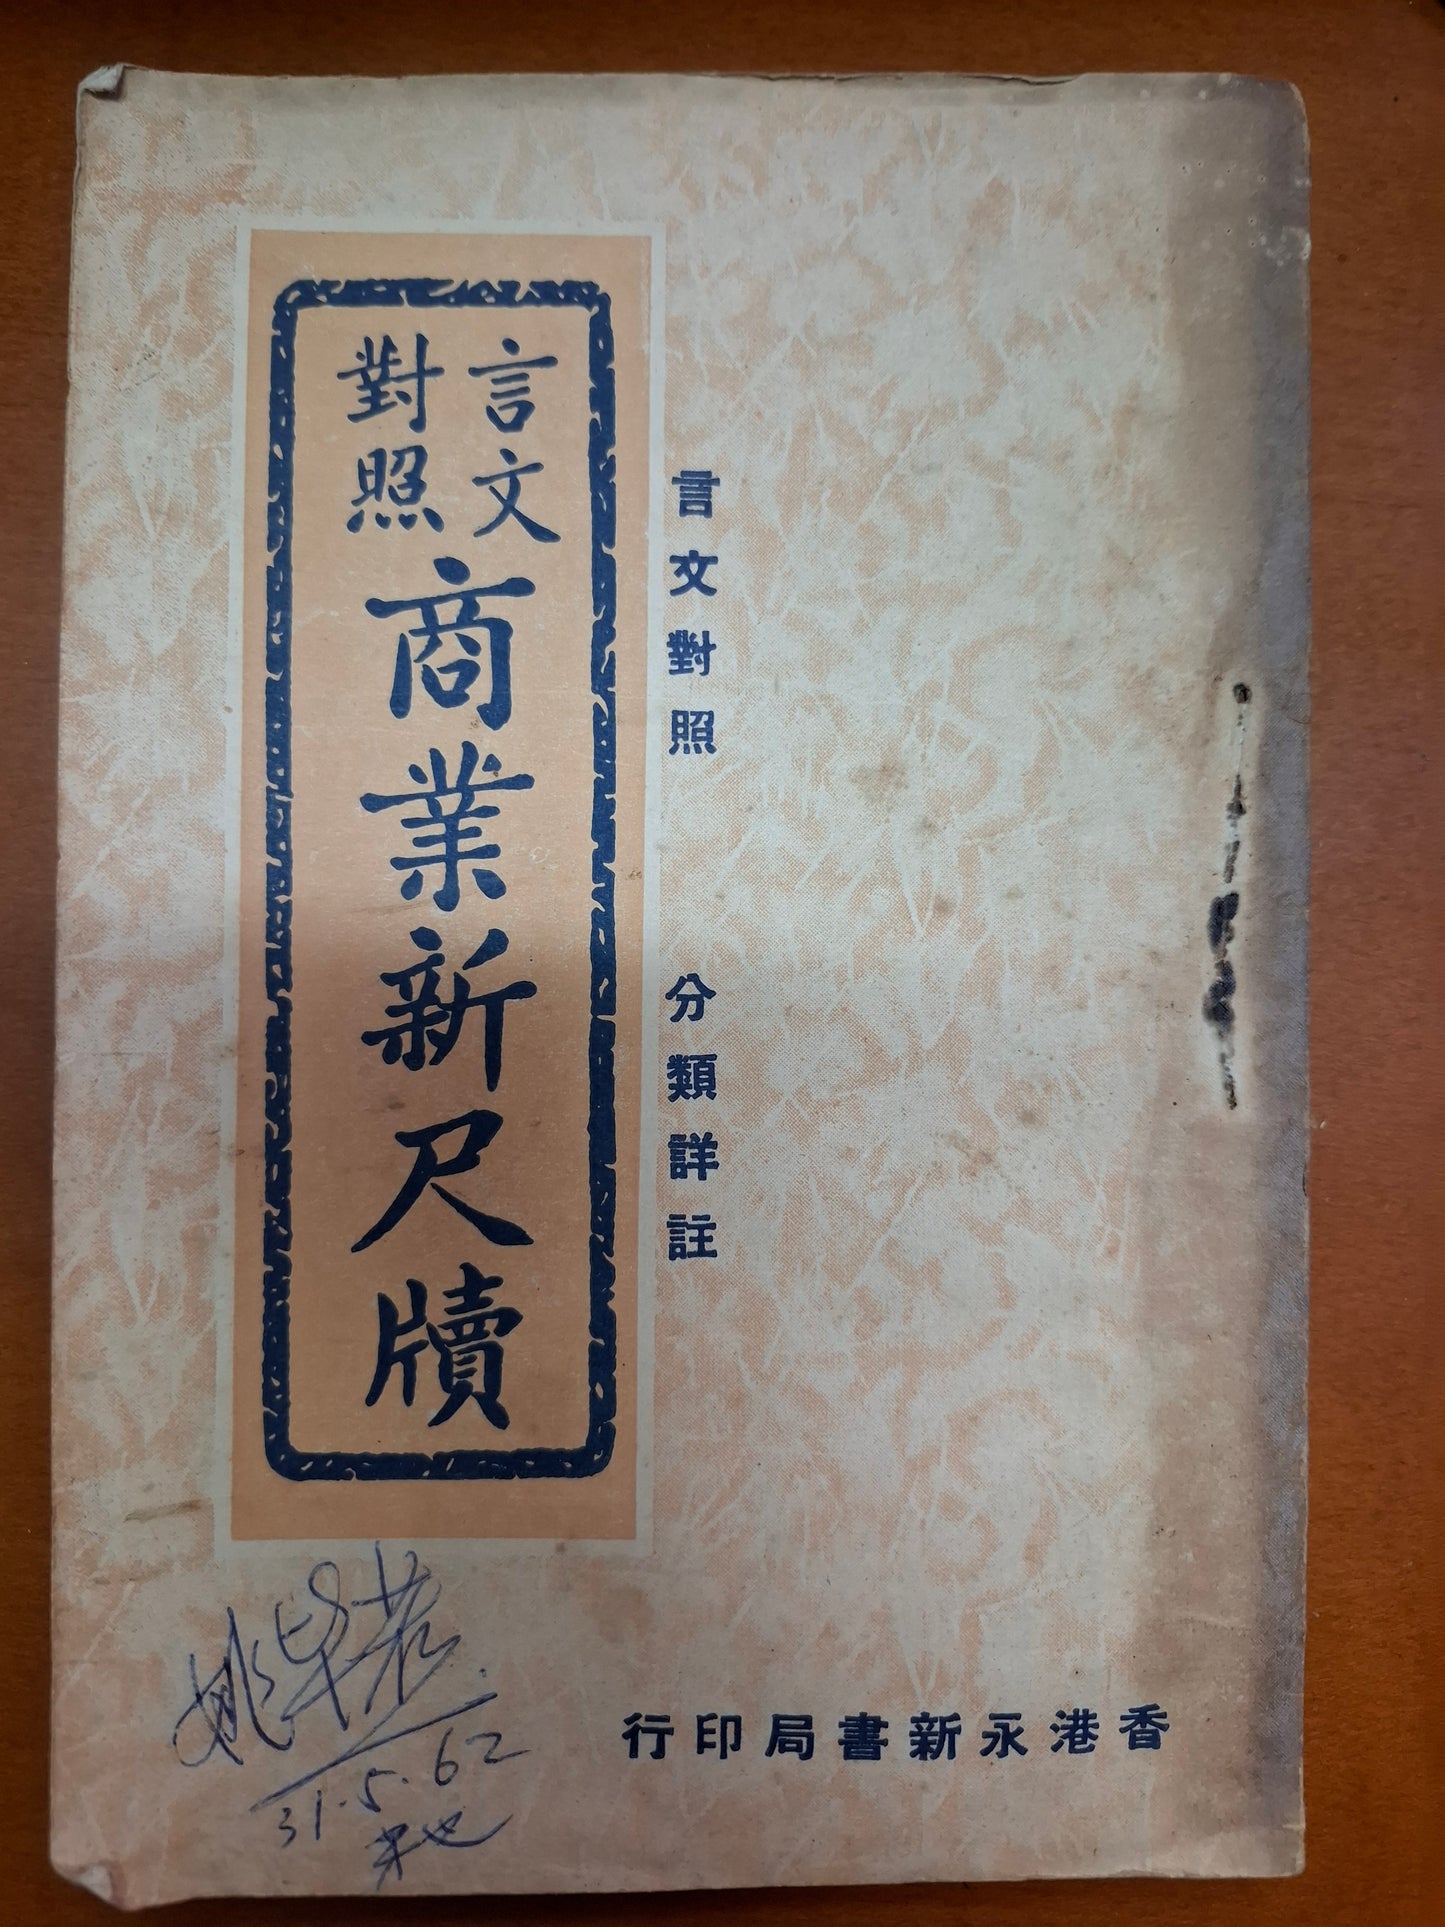 言文
對照
商業新尺牘
言文對照 分類詳註
香港永新書局印行
31.5.62